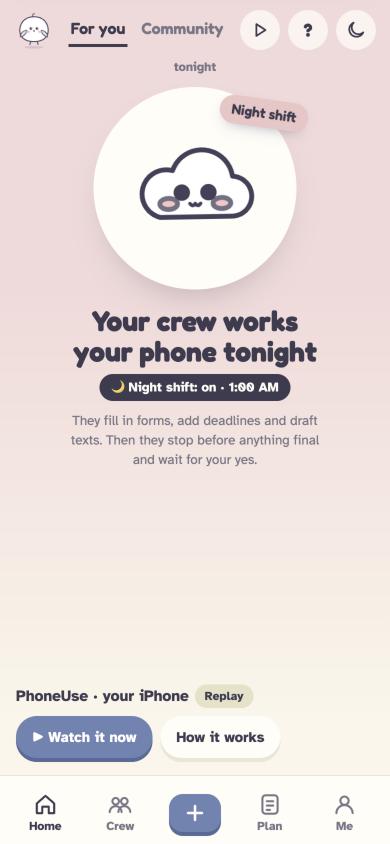 For you
Community
?
tonight
Night shift
Your crew works
your phone tonight
🌙 Night shift: on · 1:00 AM
They fill in forms, add deadlines and draft
texts. Then they stop before anything final
and wait for your yes.
PhoneUse · your iPhone
Replay
▶ Watch it now
How it works
Home
Crew
Plan
Me